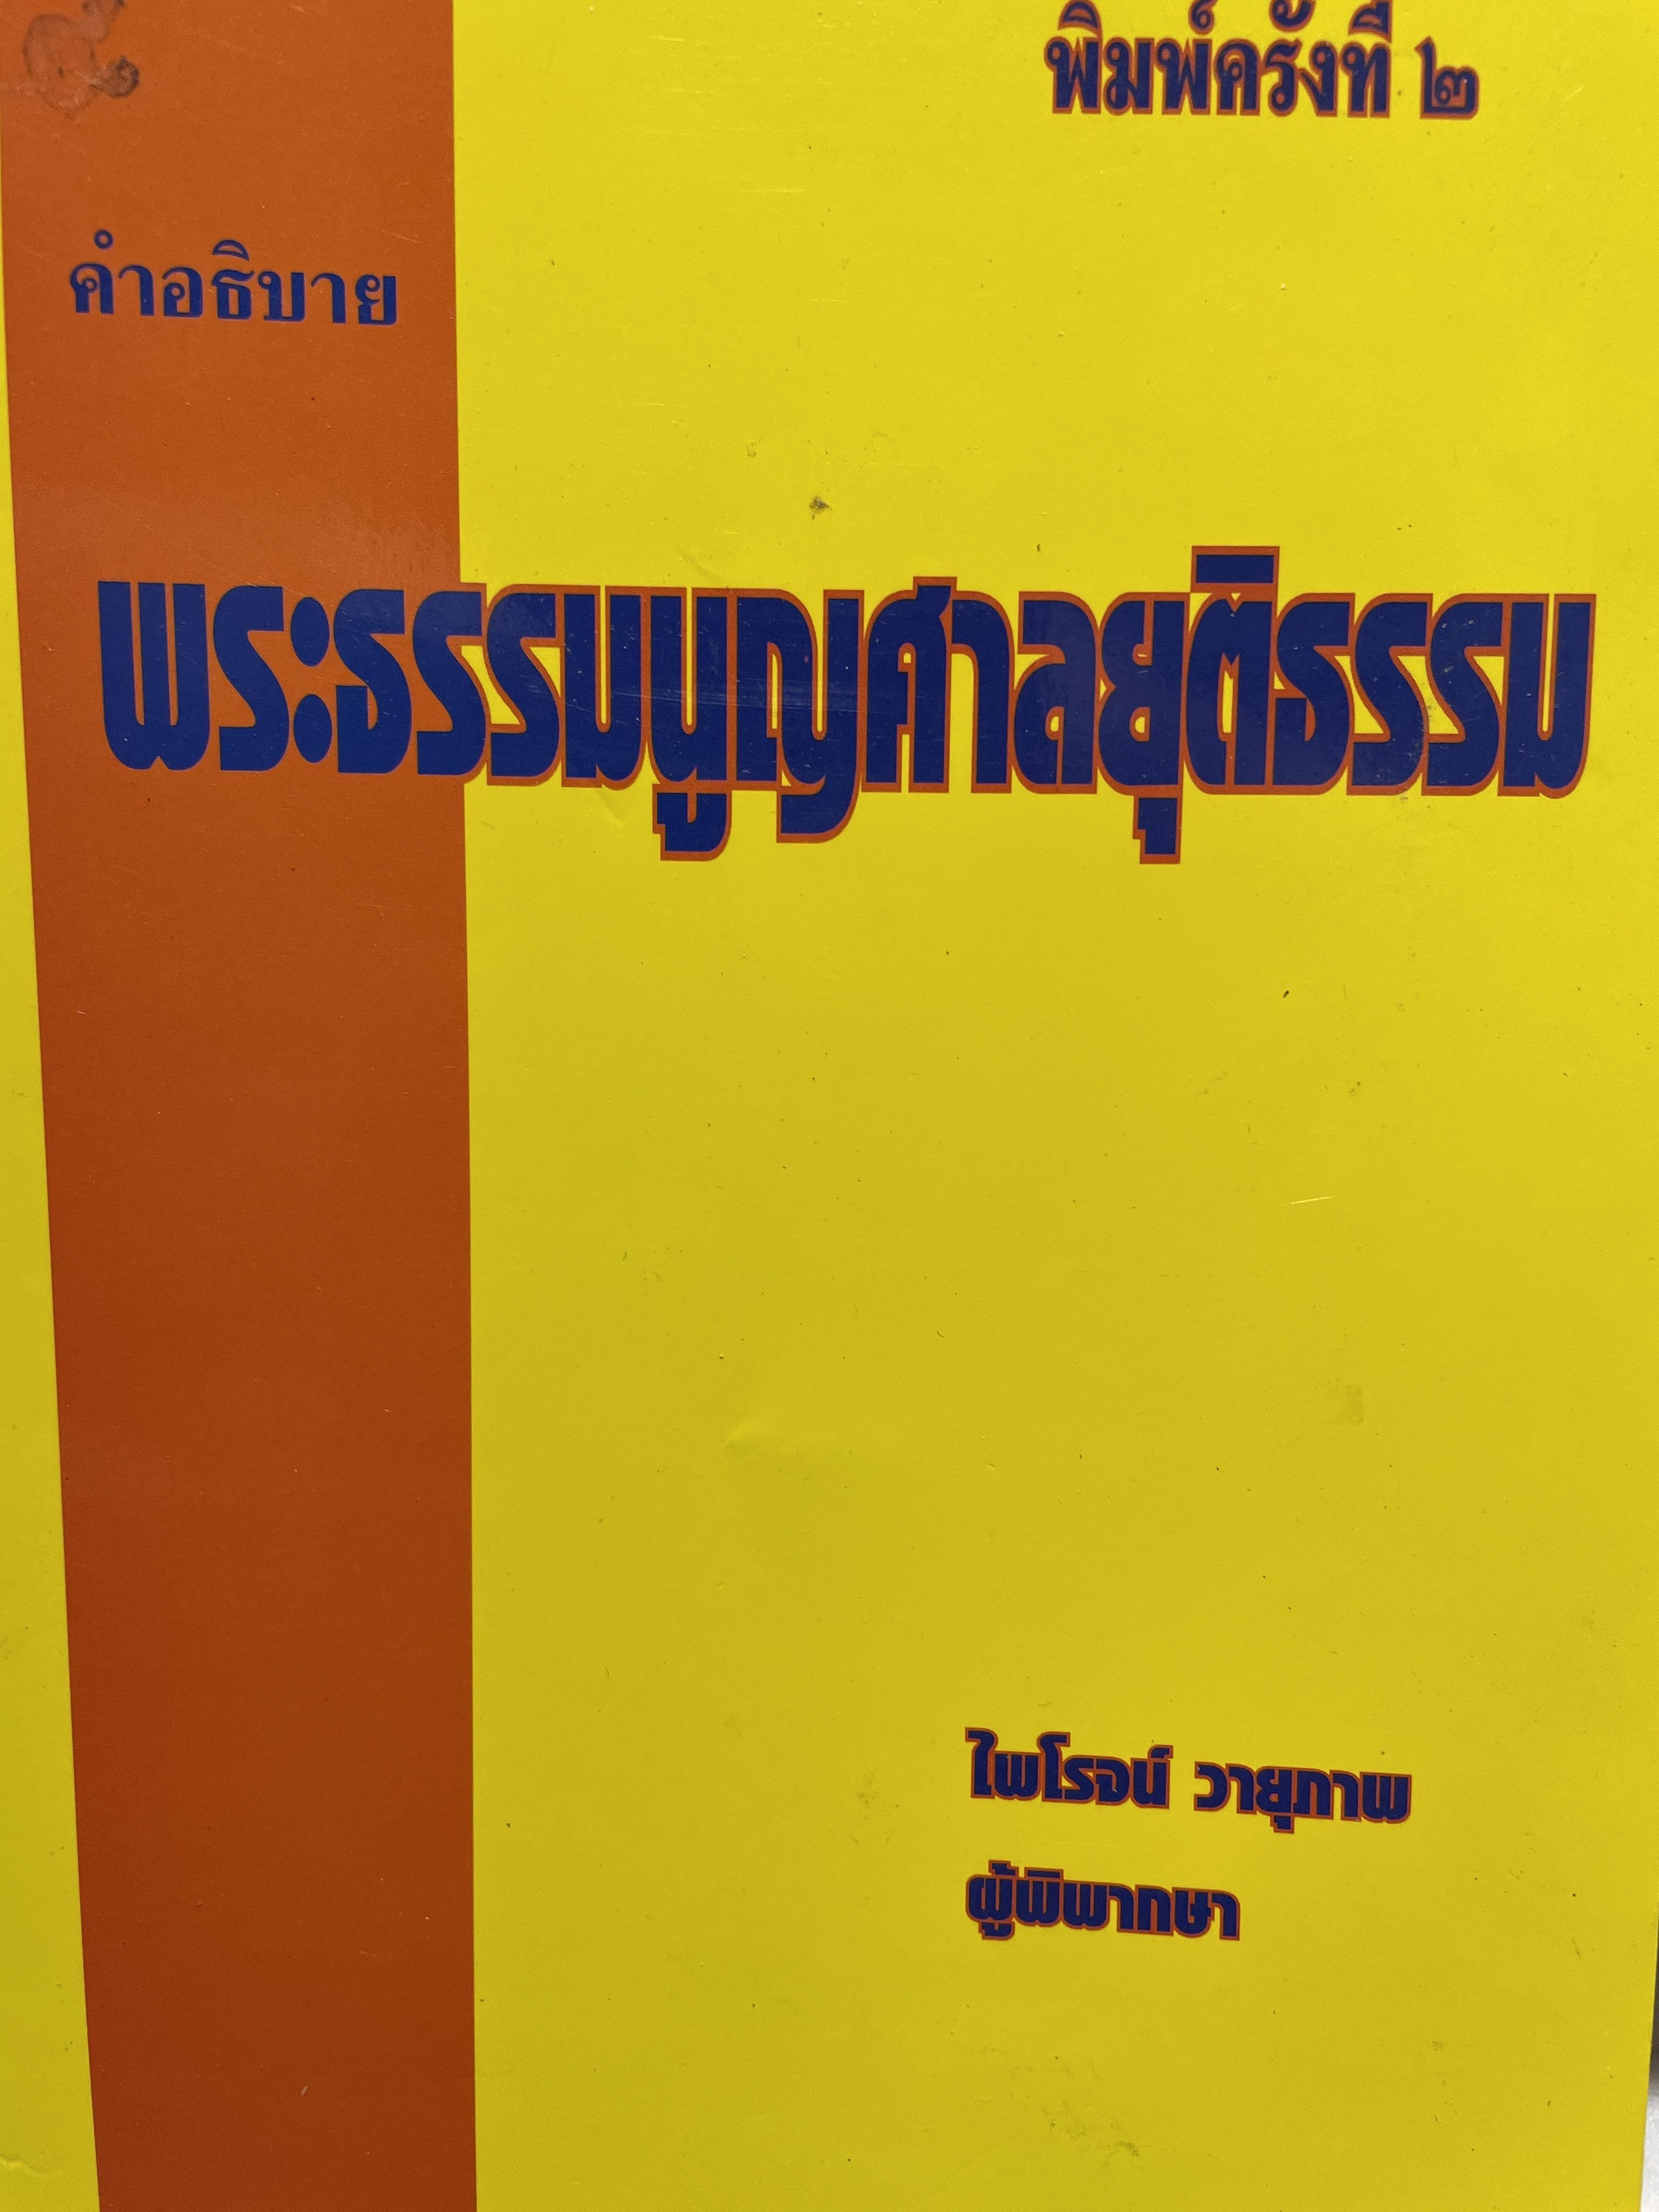 พิมพ์ครั้งที่ ๒
คำอธิบาย
พระธรรมนูญศาลยุติธรรม
ไพโรจน์ วายุภาพ
ผู้พิพากษา